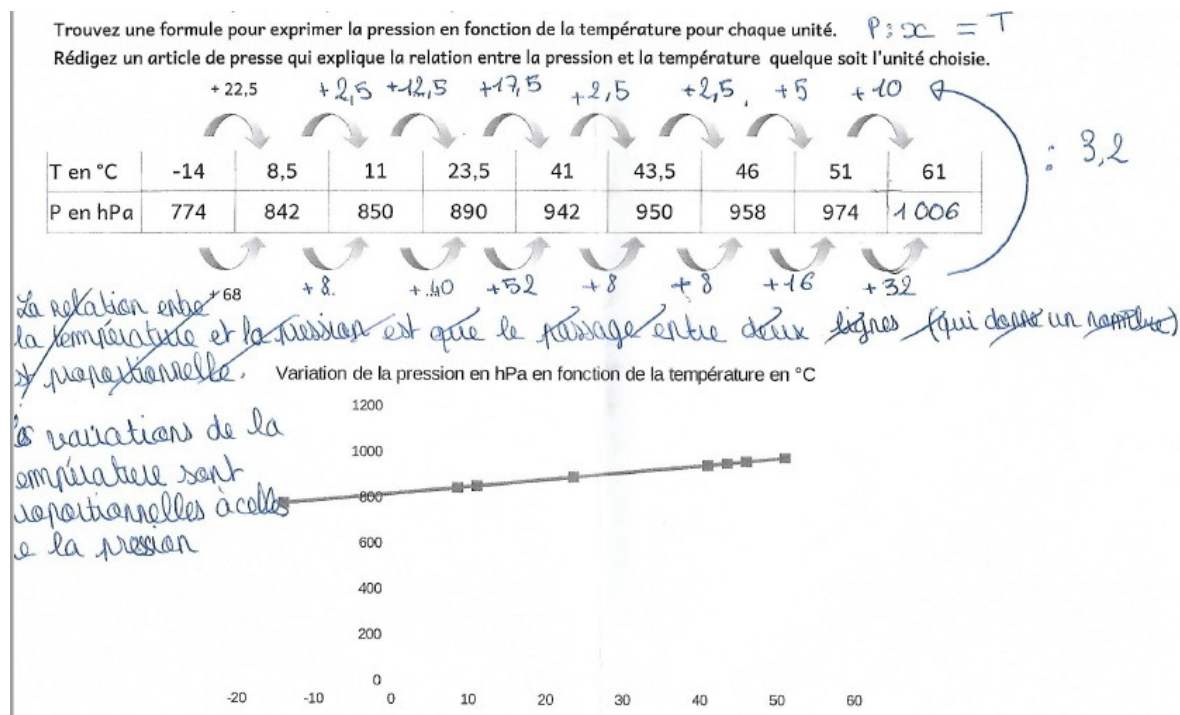 Trouvez une formule pour exprimer la pression en fonction de la température pour chaque unité. P : x = T
Rédigez un article de presse qui explique la relation entre la pression et la température quelque soit l'unité choisie.
+ 22,5 +2,5 +12,5 +17,5 +2,5 +2,5 +5 +10
: 3,2
T en °C -14 8,5 11 23,5 41 43,5 46 51 61
P en hPa 774 842 850 890 942 950 958 974 1 006
+ 68 +8 +40 +52 +8 +8 +16 +32
La relation entre
la température et la pression est que le passage entre deux lignes (qui donne un nombre)
proportionnelle.
Variation de la pression en hPa en fonction de la température en °C
variations de la
empérature sont
roportionnelles à celles
e la pression
1200
1000
800
600
400
200
0
-20 -10 0 10 20 30 40 50 60